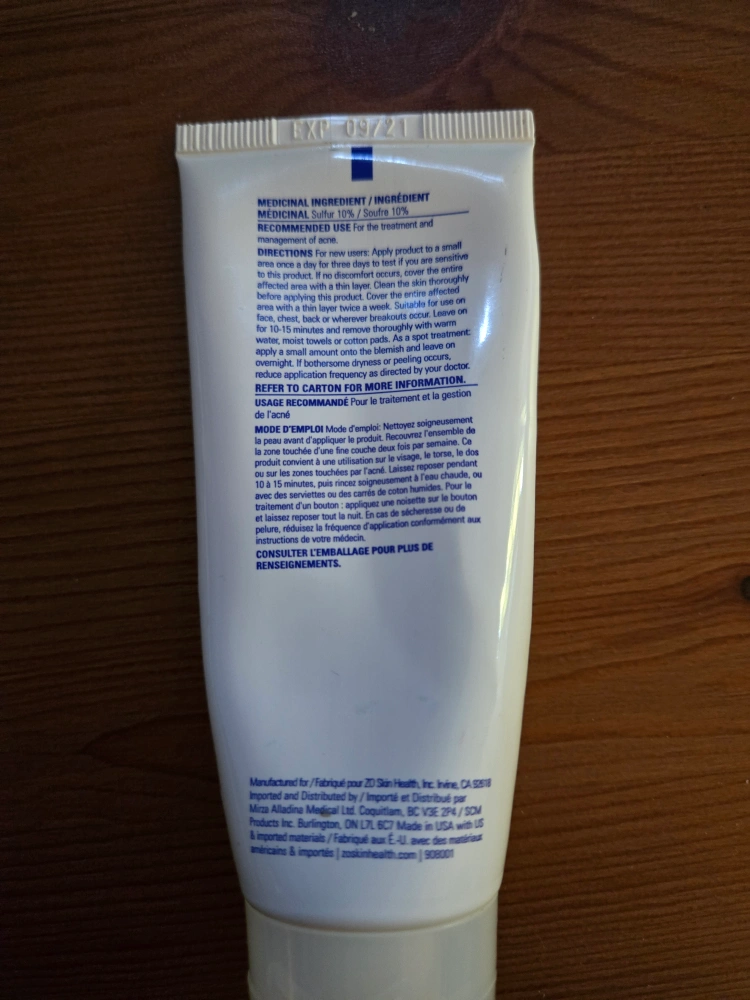 EXP 09/21
MEDICINAL INGREDIENT / INGRÉDIENT
MÉDICINAL Sulfur 10% / Soufre 10%
RECOMMENDED USE For the treatment and
management of acne.
DIRECTIONS For new users: Apply product to a small
area once a day for three days to test if you are sensitive
to this product. If no discomfort occurs, cover the entire
affected area with a thin layer. Clean the skin thoroughly
before applying this product. Cover the entire affected
area with a thin layer twice a week. Suitable for use on
face, chest, back or wherever breakouts occur. Leave on
for 10-15 minutes and remove thoroughly with warm
water, moist towels or cotton pads. As a spot treatment:
apply a small amount onto the blemish and leave on
overnight. If bothersome dryness or peeling occurs,
reduce application frequency as directed by your doctor.
REFER TO CARTON FOR MORE INFORMATION.
USAGE RECOMMANDÉ Pour le traitement et la gestion
de l'acné
MODE D'EMPLOI Mode d'emploi: Nettoyez soigneusement
la peau avant d'appliquer le produit. Recouvrez l'ensemble de
la zone touchée d'une fine couche deux fois par semaine. Ce
produit convient à une utilisation sur le visage, le torse, le dos
ou sur les zones touchées par l'acné. Laissez reposer pendant
10 à 15 minutes, puis rincez soigneusement à l'eau chaude, ou
avec des serviettes ou des carrés de coton humides. Pour le
traitement d'un bouton : appliquez une noisette sur le bouton
et laissez reposer tout la nuit. En cas de sécheresse ou de
pelure, réduisez la fréquence d'application conformément aux
instructions de votre médecin.
CONSULTER L'EMBALLAGE POUR PLUS DE
RENSEIGNEMENTS.
Manufactured for / Fabriqué pour ZO Skin Health, Inc. Irvine, CA 92618
Imported and Distributed by / Importé et Distribué par
Mirza Alladina Medical Ltd. Coquitlam, BC V3E 2P4 / SCM
Products Inc. Burlington, ON L7L 6C7 Made in USA with US
& imported materials / Fabriqué aux É.-U. avec des matériaux
américains & importés | zoskinhealth.com | 908001